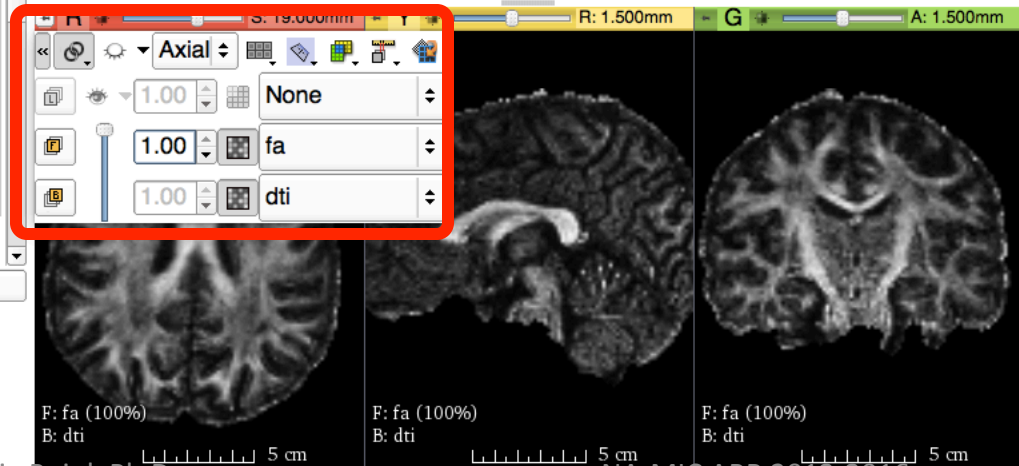 R S: 19.000mm Y R: 1.500mm G A: 1.500mm
« Axial
L 1.00 None
F 1.00 fa
B 1.00 dti
F: fa (100%) F: fa (100%) F: fa (100%)
B: dti B: dti B: dti
5 cm 5 cm 5 cm